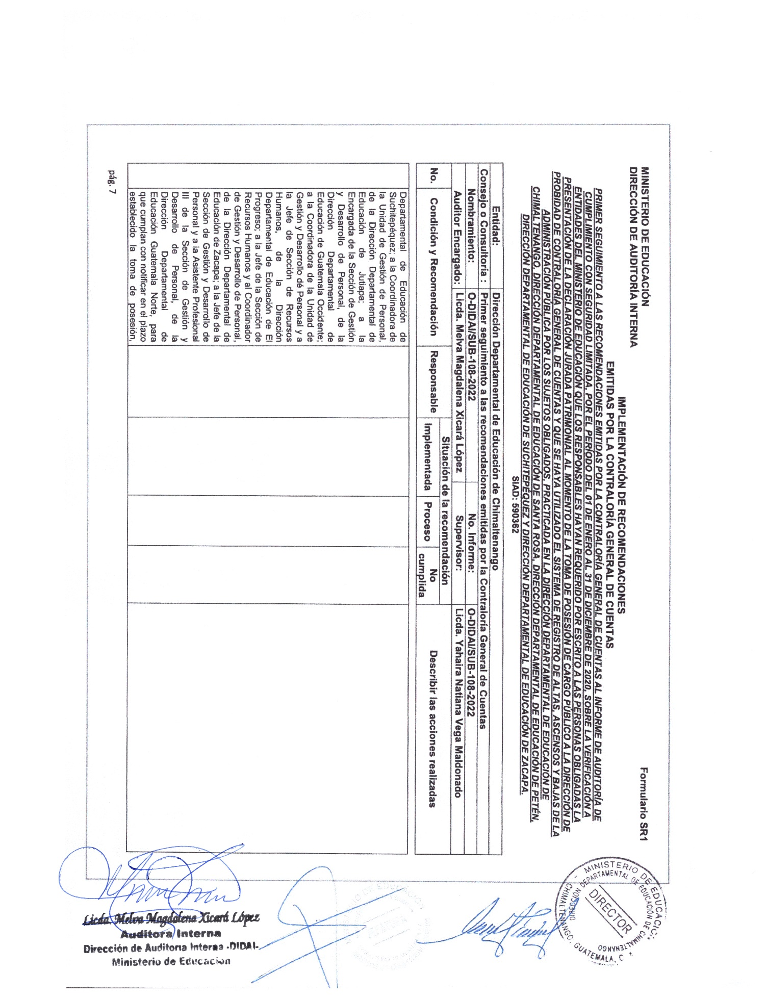 MINISTERIO DE EDUCACIÓN
DIRECCIÓN DE AUDITORÍA INTERNA
Formulario SR1
IMPLEMENTACIÓN DE RECOMENDACIONES
EMITIDAS POR LA CONTRALORÍA GENERAL DE CUENTAS
PRIMER SEGUIMIENTO A LAS RECOMENDACIONES EMITIDAS POR LA CONTRALORÍA GENERAL DE CUENTAS AL INFORME DE AUDITORÍA DE
CUMPLIMIENTO CON SEGURIDAD LIMITADA, POR EL PERÍODO DEL 01 DE ENERO AL 31 DE DICIEMBRE DE 2020, SOBRE LA VERIFICACIÓN A
ENTIDADES DEL MINISTERIO DE EDUCACIÓN QUE LOS RESPONSABLES HAYAN REQUERIDO POR ESCRITO A LAS PERSONAS OBLIGADAS LA
PRESENTACIÓN DE LA DECLARACIÓN JURADA PATRIMONIAL AL MOMENTO DE LA TOMA DE POSESIÓN DE CARGO PÚBLICO A LA DIRECCIÓN DE
PROBIDAD DE CONTRALORÍA GENERAL DE CUENTAS Y QUE SE HAYA UTILIZADO EL SISTEMA DE REGISTRO DE ALTAS, ASCENSOS Y BAJAS DE LA
ADMINISTRACIÓN PÚBLICA POR LOS SUJETOS OBLIGADOS, PRACTICADA EN LA DIRECCIÓN DEPARTAMENTAL DE EDUCACIÓN DE
CHIMALTENANGO, DIRECCIÓN DEPARTAMENTAL DE EDUCACIÓN DE SANTA ROSA, DIRECCIÓN DEPARTAMENTAL DE EDUCACIÓN DE PETÉN,
DIRECCIÓN DEPARTAMENTAL DE EDUCACIÓN DE SUCHITEPÉQUEZ Y DIRECCIÓN DEPARTAMENTAL DE EDUCACIÓN DE ZACAPA.
SIAD: 590362
Entidad: Dirección Departamental de Educación de Chimaltenango
Consejo o Consultoría : Primer seguimiento a las recomendaciones emitidas por la Contraloría General de Cuentas
Nombramiento: O-DIDAI/SUB-108-2022 No. Informe: O-DIDAI/SUB-108-2022
Auditor Encargado: Licda. Melva Magdalena Xicará López Supervisor: Licda. Yahaira Natiana Vega Maldonado
No. Condición y Recomendación Responsable Situación de la recomendación Describir las acciones realizadas
Implementada Proceso No cumplida
Departamental de Educación de
Suchitepéquez; a la Coordinadora de
la Unidad de Gestión de Personal,
de la Dirección Departamental de
Educación de Jutiapa; a la
Encargada de la Sección de Gestión
y Desarrollo de Personal, de la
Dirección Departamental de
Educación de Guatemala Occidente;
a la Coordinadora de la Unidad de
Gestión y Desarrollo dé Personal y a
la Jefe de Sección de Recursos
Humanos, de la Dirección
Departamental de Educación de El
Progreso; a la Jefe de la Sección de
Recursos Humanos y al Coordinador
de Gestión y Desarrollo de Personal,
de la Dirección Departamental de
Educación de Zacapa; a la Jefe de la
Sección de Gestión y Desarrollo de
Personal y a la Asistente Profesional
III de la Sección de Gestión y
Desarrollo de Personal, de la
Dirección Departamental de
Educación Guatemala Norte, para
que cumplan con notificar en el plazo
establecido la toma de posesión,
pág. 7
Licda. Melva Magdalena Xicará López
Auditora Interna
Dirección de Auditoria Interna -DIDAI-
Ministerio de Educación
MINISTERIO DE EDUCACIÓN
DIRECCIÓN DEPARTAMENTAL DE EDUCACIÓN DE CHIMALTENANGO
DIRECTOR
CHIMALTENANGO, GUATEMALA, C